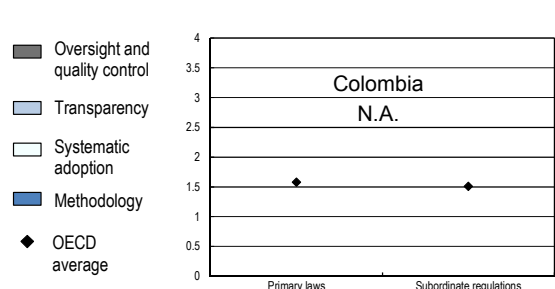 Oversight and
quality control
Transparency
Systematic
adoption
Methodology
OECD
average
4
3.5
3
2.5
2
1.5
1
0.5
0
Colombia
N.A.
Primary laws
Subordinate regulations